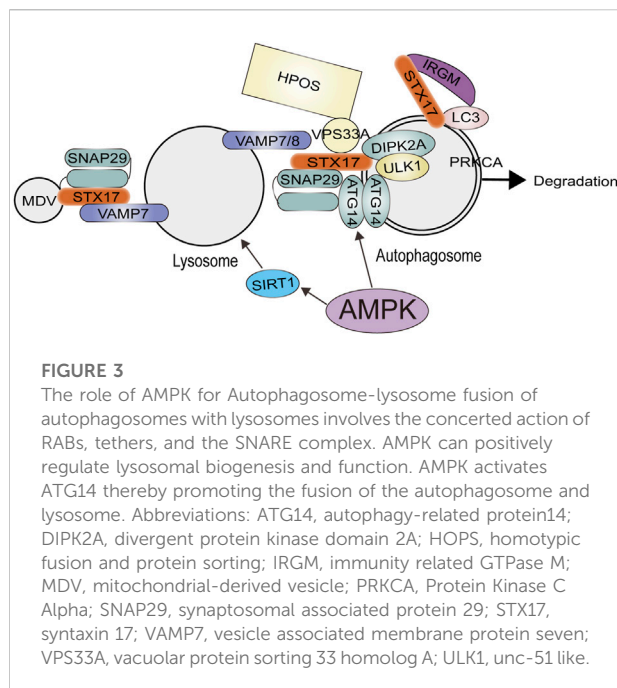 HPOS
IRGM
STX17
LC3
VAMP7/8
VPS33A
DIPK2A
PRKCA
SNAP29
STX17
ULK1
Degradation
SNAP29
MDV
STX17
VAMP7
ATG14
ATG14
Lysosome
Autophagosome
SIRT1
AMPK
FIGURE 3
The role of AMPK for Autophagosome-lysosome fusion of
autophagosomes with lysosomes involves the concerted action of
RABs, tethers, and the SNARE complex. AMPK can positively
regulate lysosomal biogenesis and function. AMPK activates
ATG14 thereby promoting the fusion of the autophagosome and
lysosome. Abbreviations: ATG14, autophagy-related protein14;
DIPK2A, divergent protein kinase domain 2A; HOPS, homotypic
fusion and protein sorting; IRGM, immunity related GTPase M;
MDV, mitochondrial-derived vesicle; PRKCA, Protein Kinase C
Alpha; SNAP29, synaptosomal associated protein 29; STX17,
syntaxin 17; VAMP7, vesicle associated membrane protein seven;
VPS33A, vacuolar protein sorting 33 homolog A; ULK1, unc-51 like.